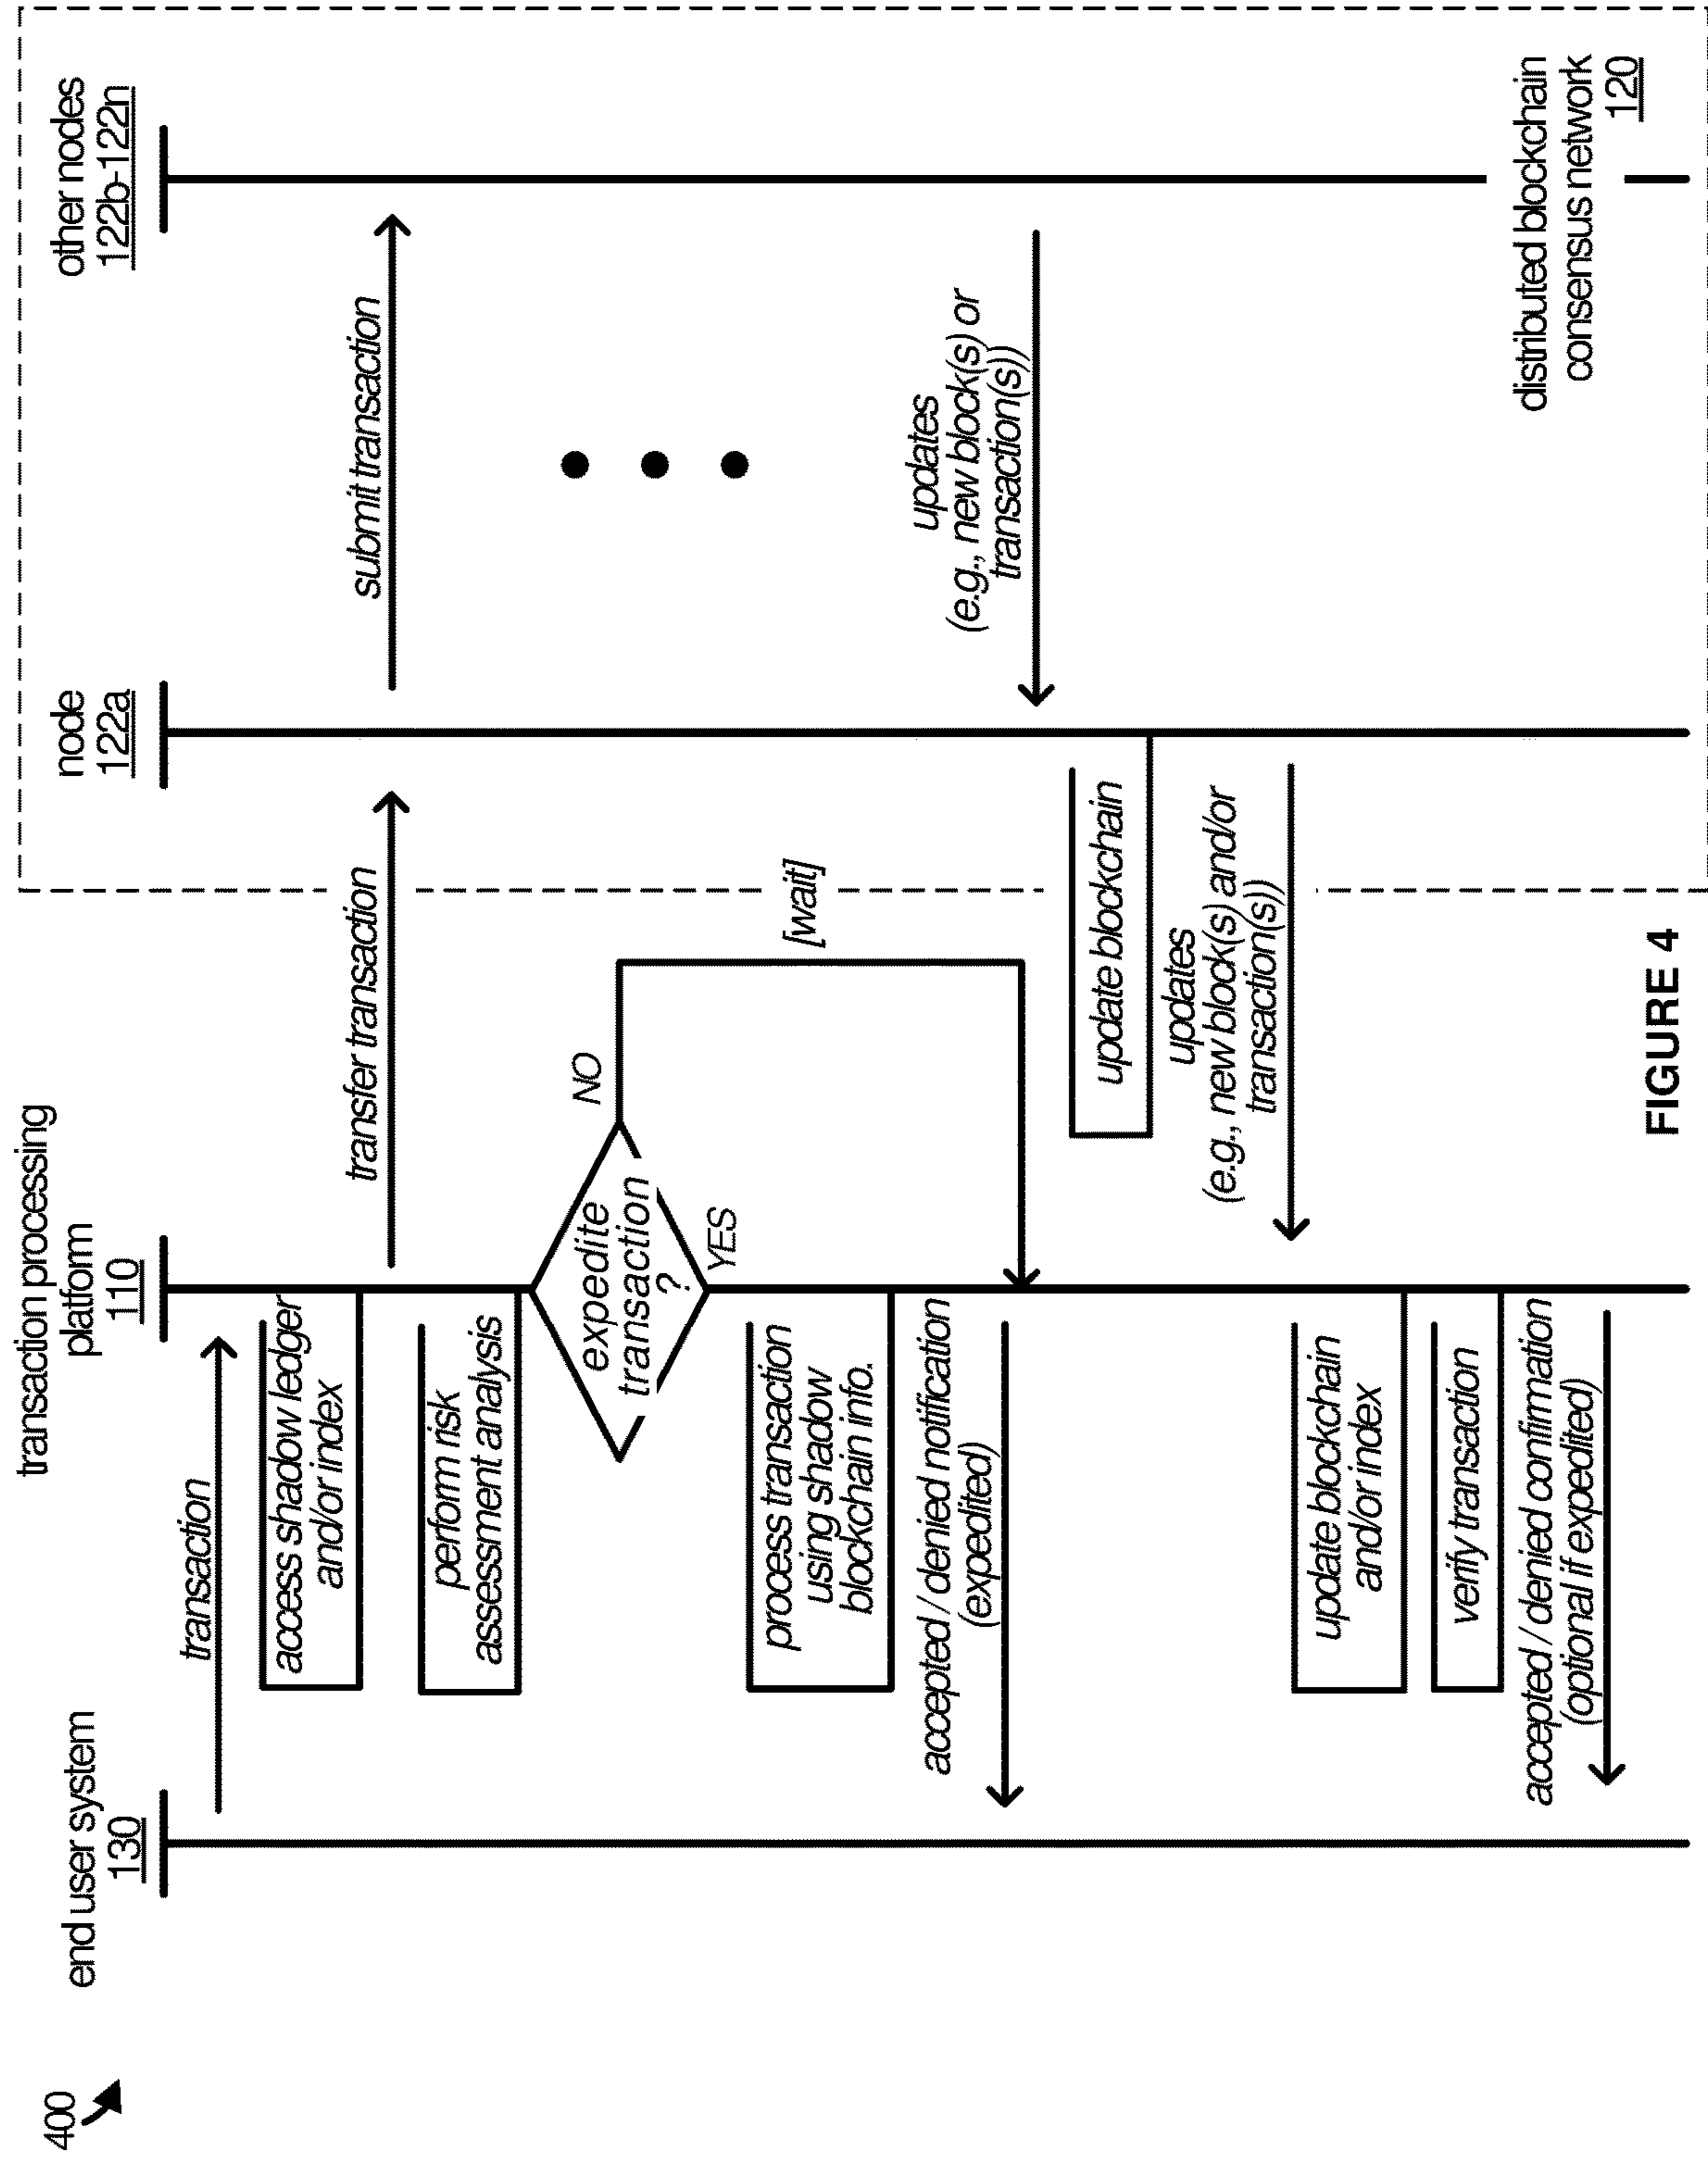 400
end user system
130
transaction processing
platform
110
node
122a
other nodes
122b-122n
transaction
access shadow ledger
and/or index
transfer transaction
submit transaction
perform risk
assessment analysis
expedite
transaction
?
NO
YES
[wait]
process transaction
using shadow
blockchain info.
accepted / denied notification
(expedited)
updates
(e.g., new block(s) or
transaction(s))
update blockchain
updates
(e.g., new block(s) and/or
transaction(s))
update blockchain
and/or index
verify transaction
accepted / denied confirmation
(optional if expedited)
distributed blockchain
consensus network
120
FIGURE 4